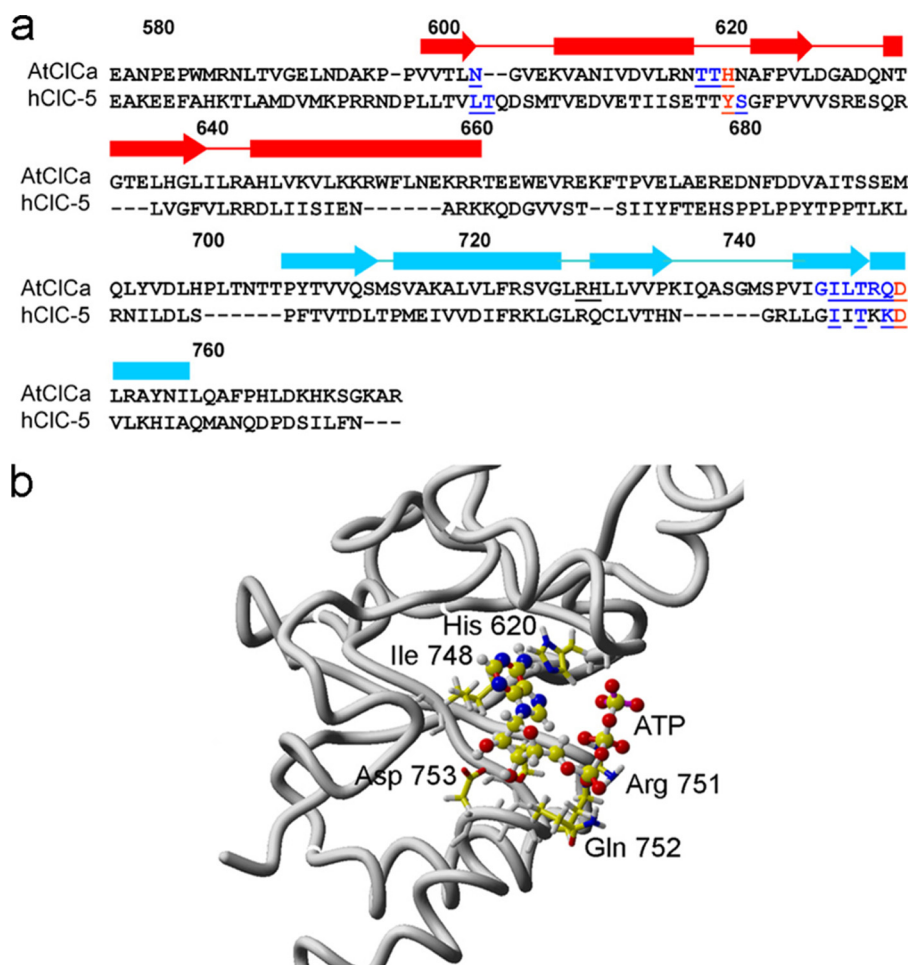 a
580 600 620
AtClCa EANPEPWMRNLTVGELNDAKP-PVVTLN--GVEKVANIVDVLRNTTHNAFPVLDGADQNT
hClC-5 EAKEEFAHKTLAMDVMKPRRNDPLLTVLTQDSMTVEDVETIISETTYSGFPVVVSRESQR
640 660 680
AtClCa GTELHGLILRAHLVKVLKKRWFLNEKRRTEEWEVREKFTPVELAEREDNFDDVAITSSEM
hClC-5 ---LVGFVLRRDLIISIEN------ARKKQDGVVST--SIIYFTEHSPPLPPYTPPTLKL
700 720 740
AtClCa QLYVDLHPLTNTTPYTVVQSMSVAKALVLFRSVGLRHLLVVPKIQASGMSPVIGILTRQD
hClC-5 RNILDLS------PFTVTDLTPMEIVVDIFRKLGLRQCLVTHN------GRLLGIITKKD
760
AtClCa LRAYNILQAFPHLDKHKSGKAR
hClC-5 VLKHIAQMANQDPDSILFN---
b
His 620
Ile 748
ATP
Asp 753
Arg 751
Gln 752